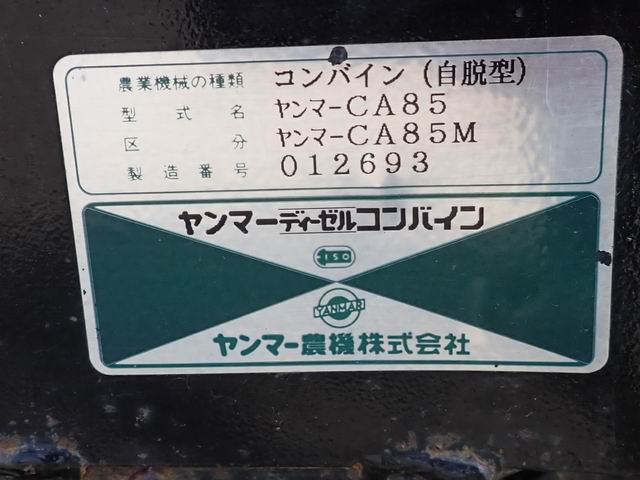 農業機械の種類 コンバイン(自脱型)
型式名 ヤンマーCA85
区分 ヤンマーCA85M
製造番号 012693
ヤンマーディーゼルコンバイン
ISO
YANMAR
ヤンマー農機株式会社